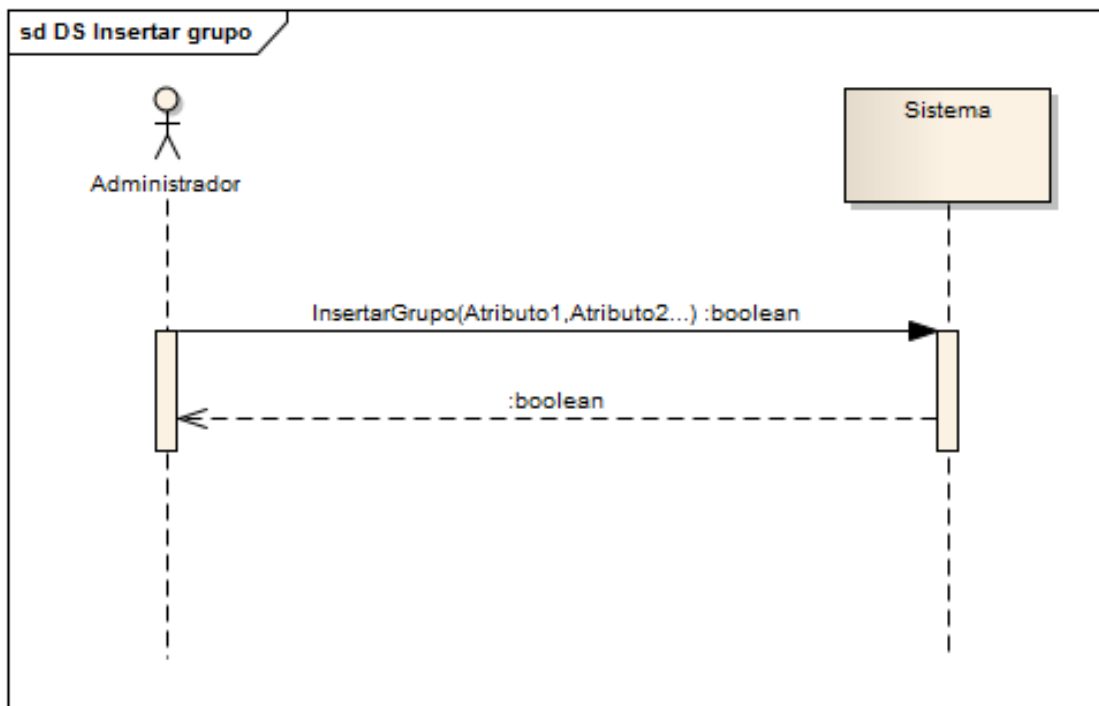 sd DS Insertar grupo
Sistema
Administrador
InsertarGrupo(Atributo1,Atributo2...) :boolean
:boolean